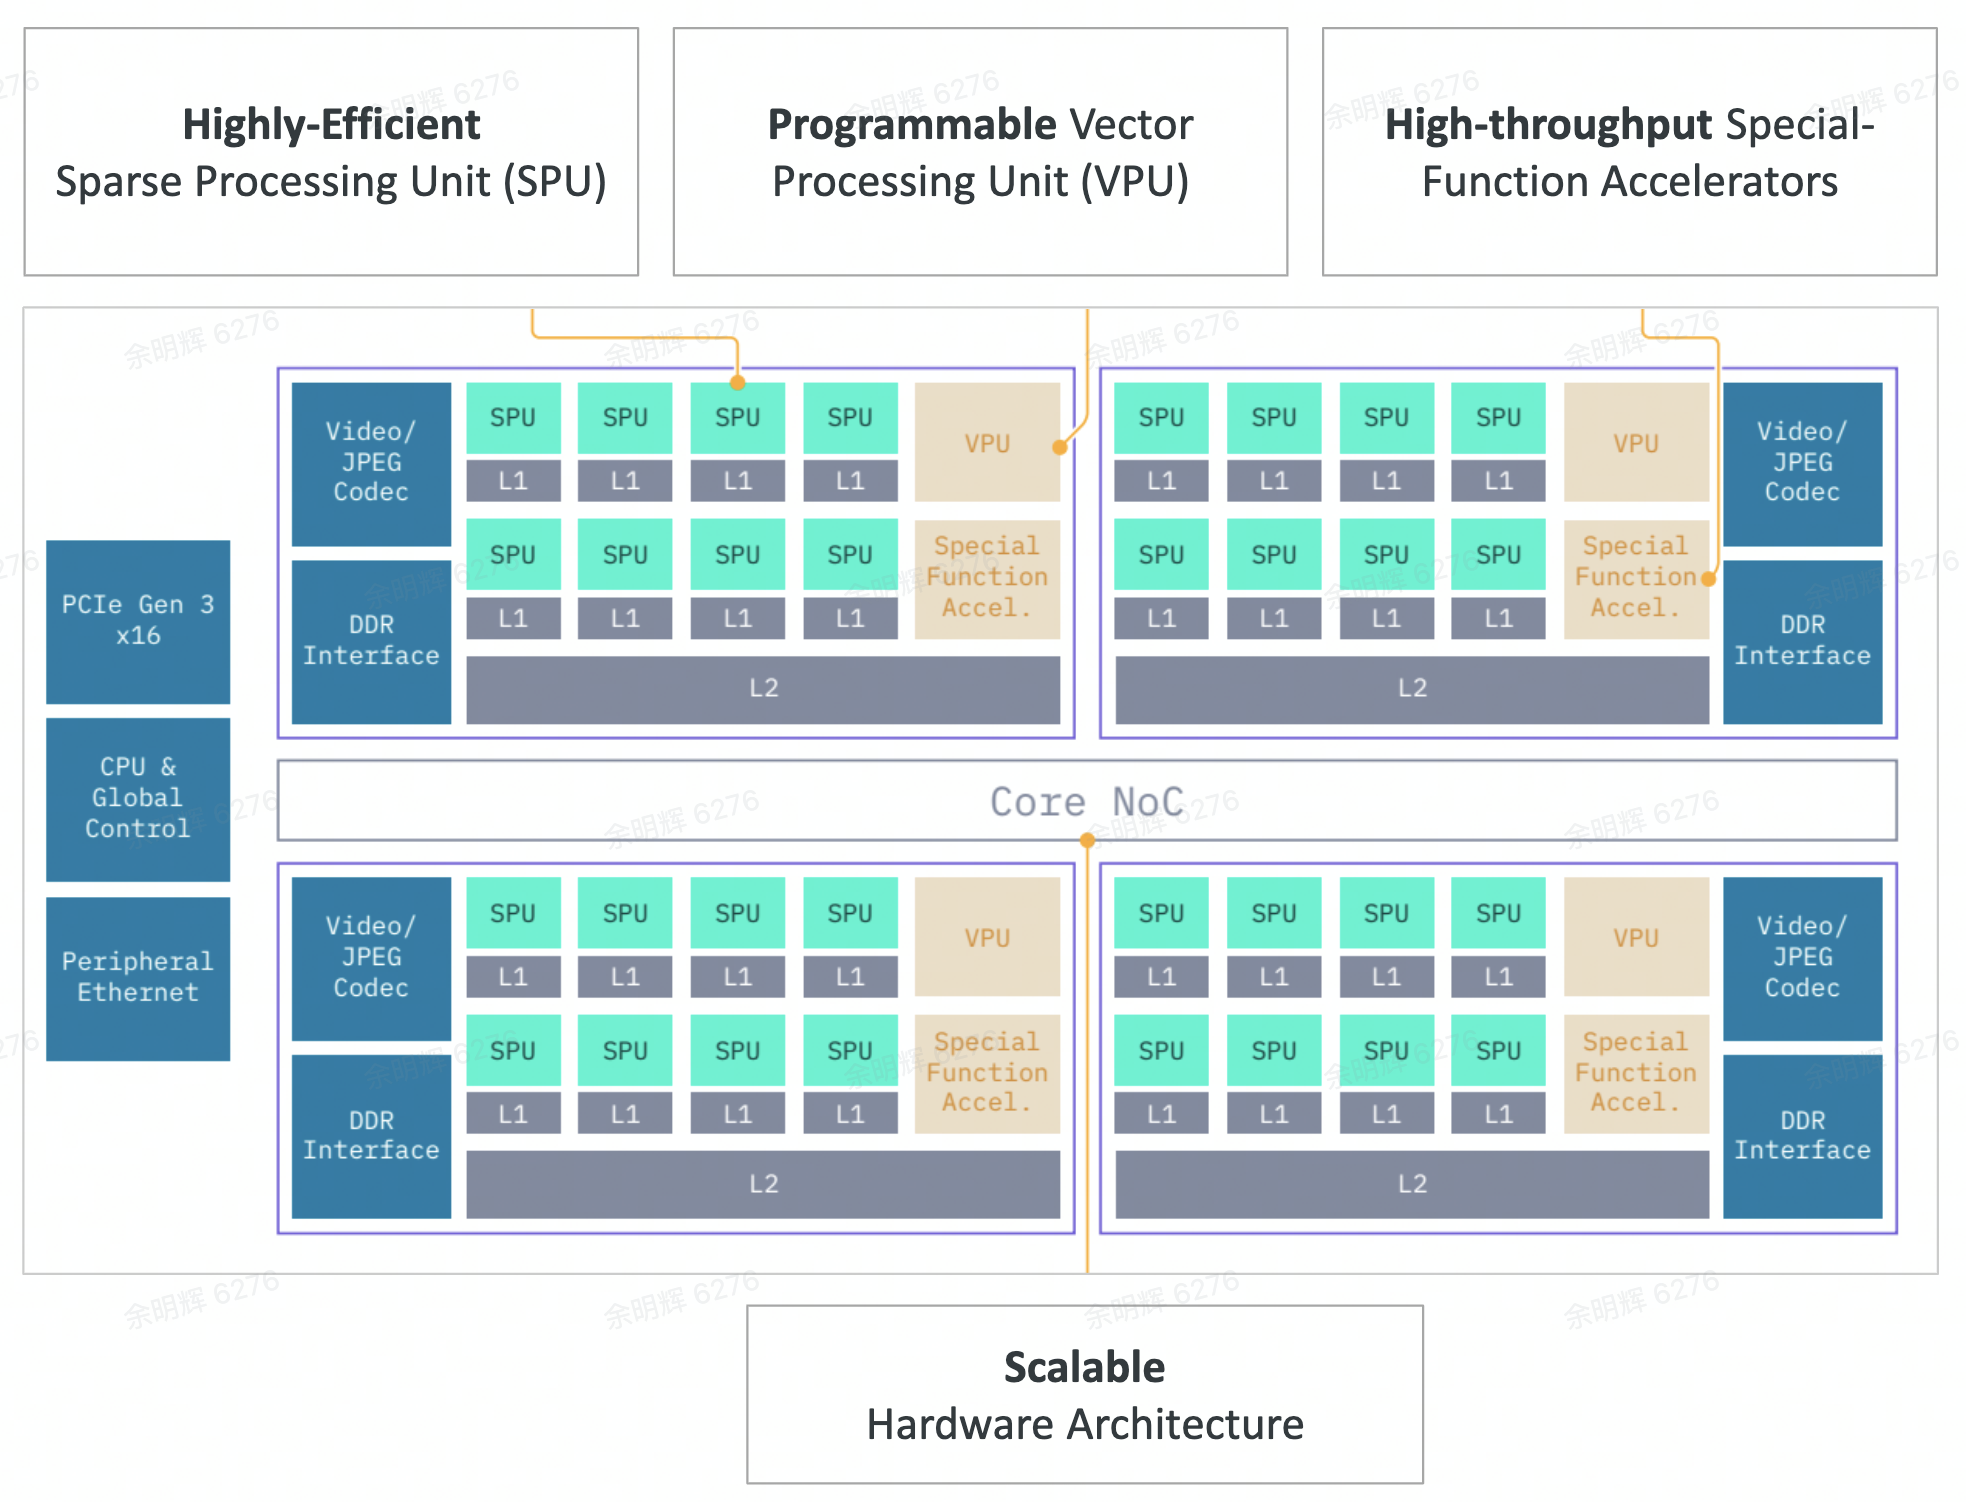 Highly-Efficient
Sparse Processing Unit (SPU)
Programmable Vector
Processing Unit (VPU)
High-throughput Special-
Function Accelerators
PCIe Gen 3
x16
CPU &
Global
Control
Peripheral
Ethernet
Video/
JPEG
Codec
DDR
Interface
SPU SPU SPU SPU
L1 L1 L1 L1
SPU SPU SPU SPU
L1 L1 L1 L1
VPU
Special
Function
Accel.
L2
SPU SPU SPU SPU
L1 L1 L1 L1
SPU SPU SPU SPU
L1 L1 L1 L1
VPU
Special
Function
Accel.
L2
Video/
JPEG
Codec
DDR
Interface
Core NoC
Video/
JPEG
Codec
DDR
Interface
SPU SPU SPU SPU
L1 L1 L1 L1
SPU SPU SPU SPU
L1 L1 L1 L1
VPU
Special
Function
Accel.
L2
SPU SPU SPU SPU
L1 L1 L1 L1
SPU SPU SPU SPU
L1 L1 L1 L1
VPU
Special
Function
Accel.
L2
Video/
JPEG
Codec
DDR
Interface
Scalable
Hardware Architecture
余明辉 6276